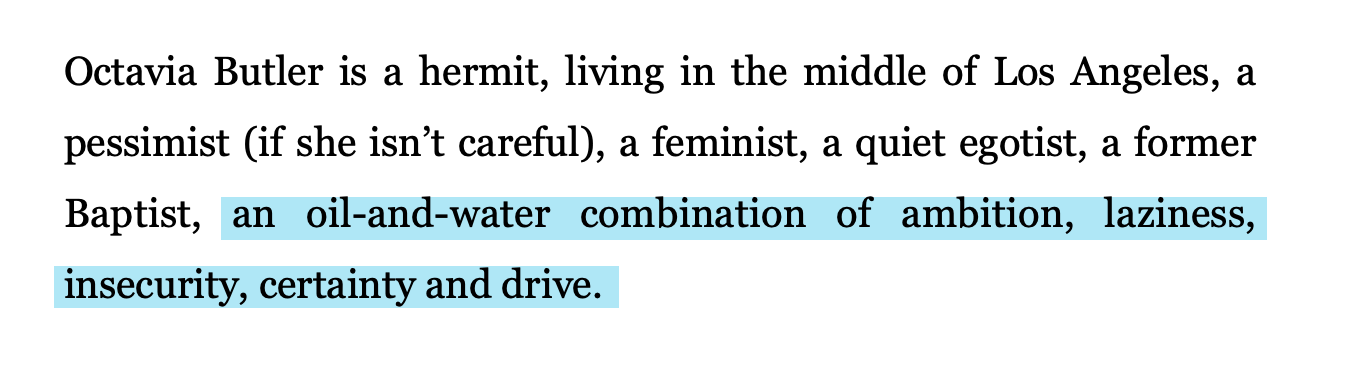 Octavia Butler is a hermit, living in the middle of Los Angeles, a
pessimist (if she isn’t careful), a feminist, a quiet egotist, a former
Baptist, an oil-and-water combination of ambition, laziness,
insecurity, certainty and drive.